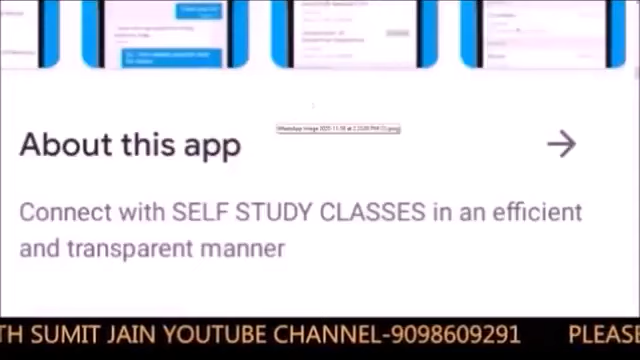 About this app
Connect with SELF STUDY CLASSES in an efficient
and transparent manner
TH SUMIT JAIN YOUTUBE CHANNEL-9098609291 PLEASE